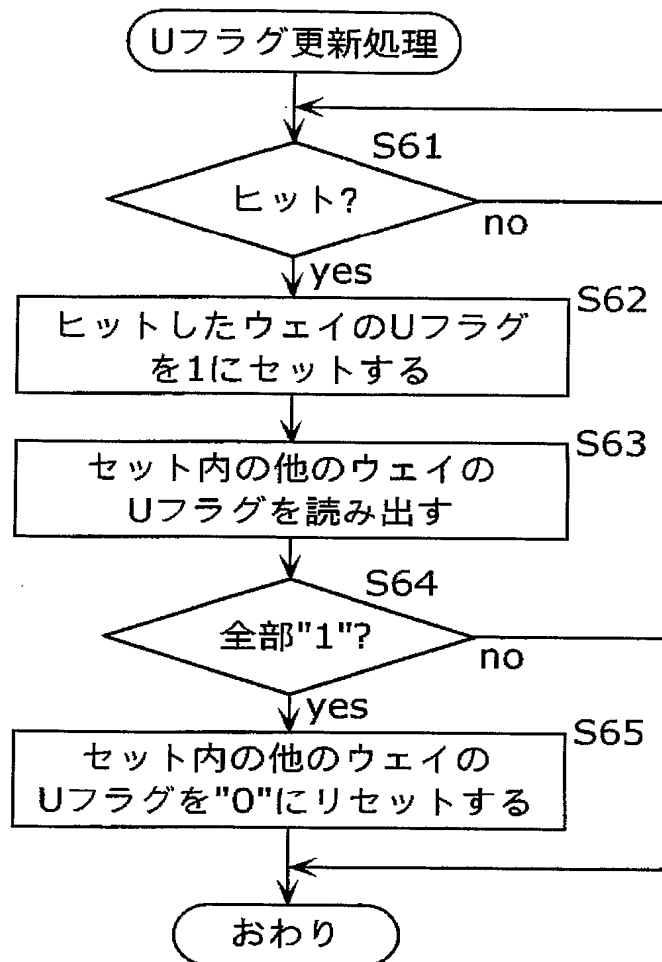 Uフラグ更新処理
S61
ヒット?
no
yes
S62
ヒットしたウェイのUフラグ
を1にセットする
S63
セット内の他のウェイの
Uフラグを読み出す
S64
全部"1"?
no
yes
S65
セット内の他のウェイの
Uフラグを"0"にリセットする
おわり